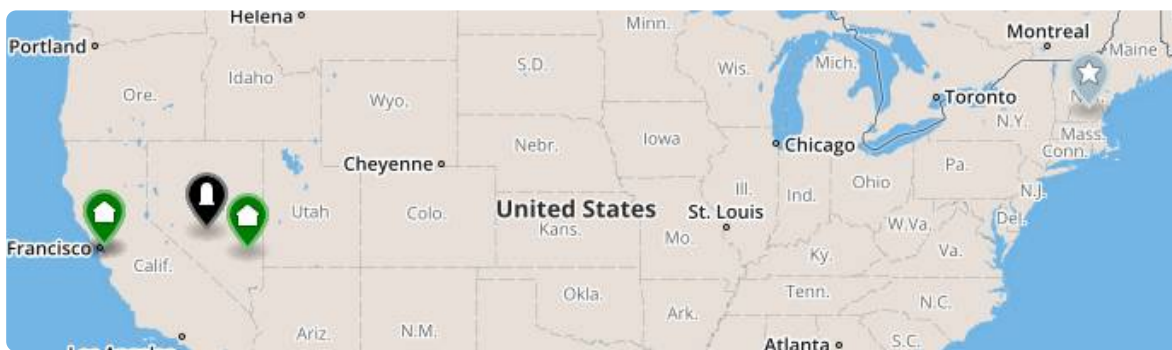 Helena
Minn.
Montreal
Portland
Maine
S.D.
Wis.
Mich.
Idaho
Ore.
Wyo.
Toronto
N.Y.
Mass.
Iowa
Nebr.
Chicago
Conn.
Cheyenne
Pa.
Ohio
Ill.
Ind.
N.J.
Utah
Colo.
United States
St. Louis
Del.
Kans.
W.Va.
Mo.
Va.
Francisco
Ky.
Calif.
Okla.
Tenn.
N.C.
Ark.
Ariz.
N.M.
S.C.
Atlanta